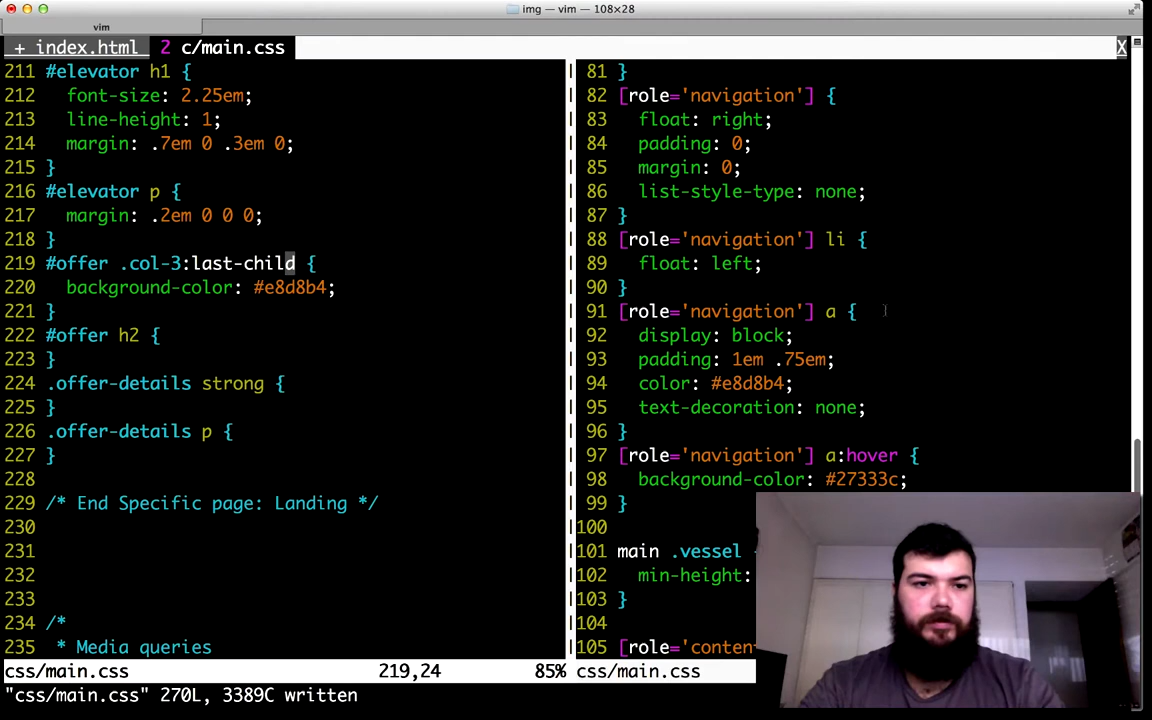 img — vim — 108×28
vim
+ index.html 2 c/main.css X
211 #elevator h1 {
212 font-size: 2.25em;
213 line-height: 1;
214 margin: .7em 0 .3em 0;
215 }
216 #elevator p {
217 margin: .2em 0 0 0;
218 }
219 #offer .col-3:last-child {
220 background-color: #e8d8b4;
221 }
222 #offer h2 {
223 }
224 .offer-details strong {
225 }
226 .offer-details p {
227 }
228
229 /* End Specific page: Landing */
230
231
232
233
234 /*
235 * Media queries
css/main.css 219,24 85%
81 }
82 [role='navigation'] {
83 float: right;
84 padding: 0;
85 margin: 0;
86 list-style-type: none;
87 }
88 [role='navigation'] li {
89 float: left;
90 }
91 [role='navigation'] a {
92 display: block;
93 padding: 1em .75em;
94 color: #e8d8b4;
95 text-decoration: none;
96 }
97 [role='navigation'] a:hover {
98 background-color: #27333c;
99 }
100
101 main .vessel
102 min-height:
103 }
104
105 [role='conten
css/main.css
"css/main.css" 270L, 3389C written